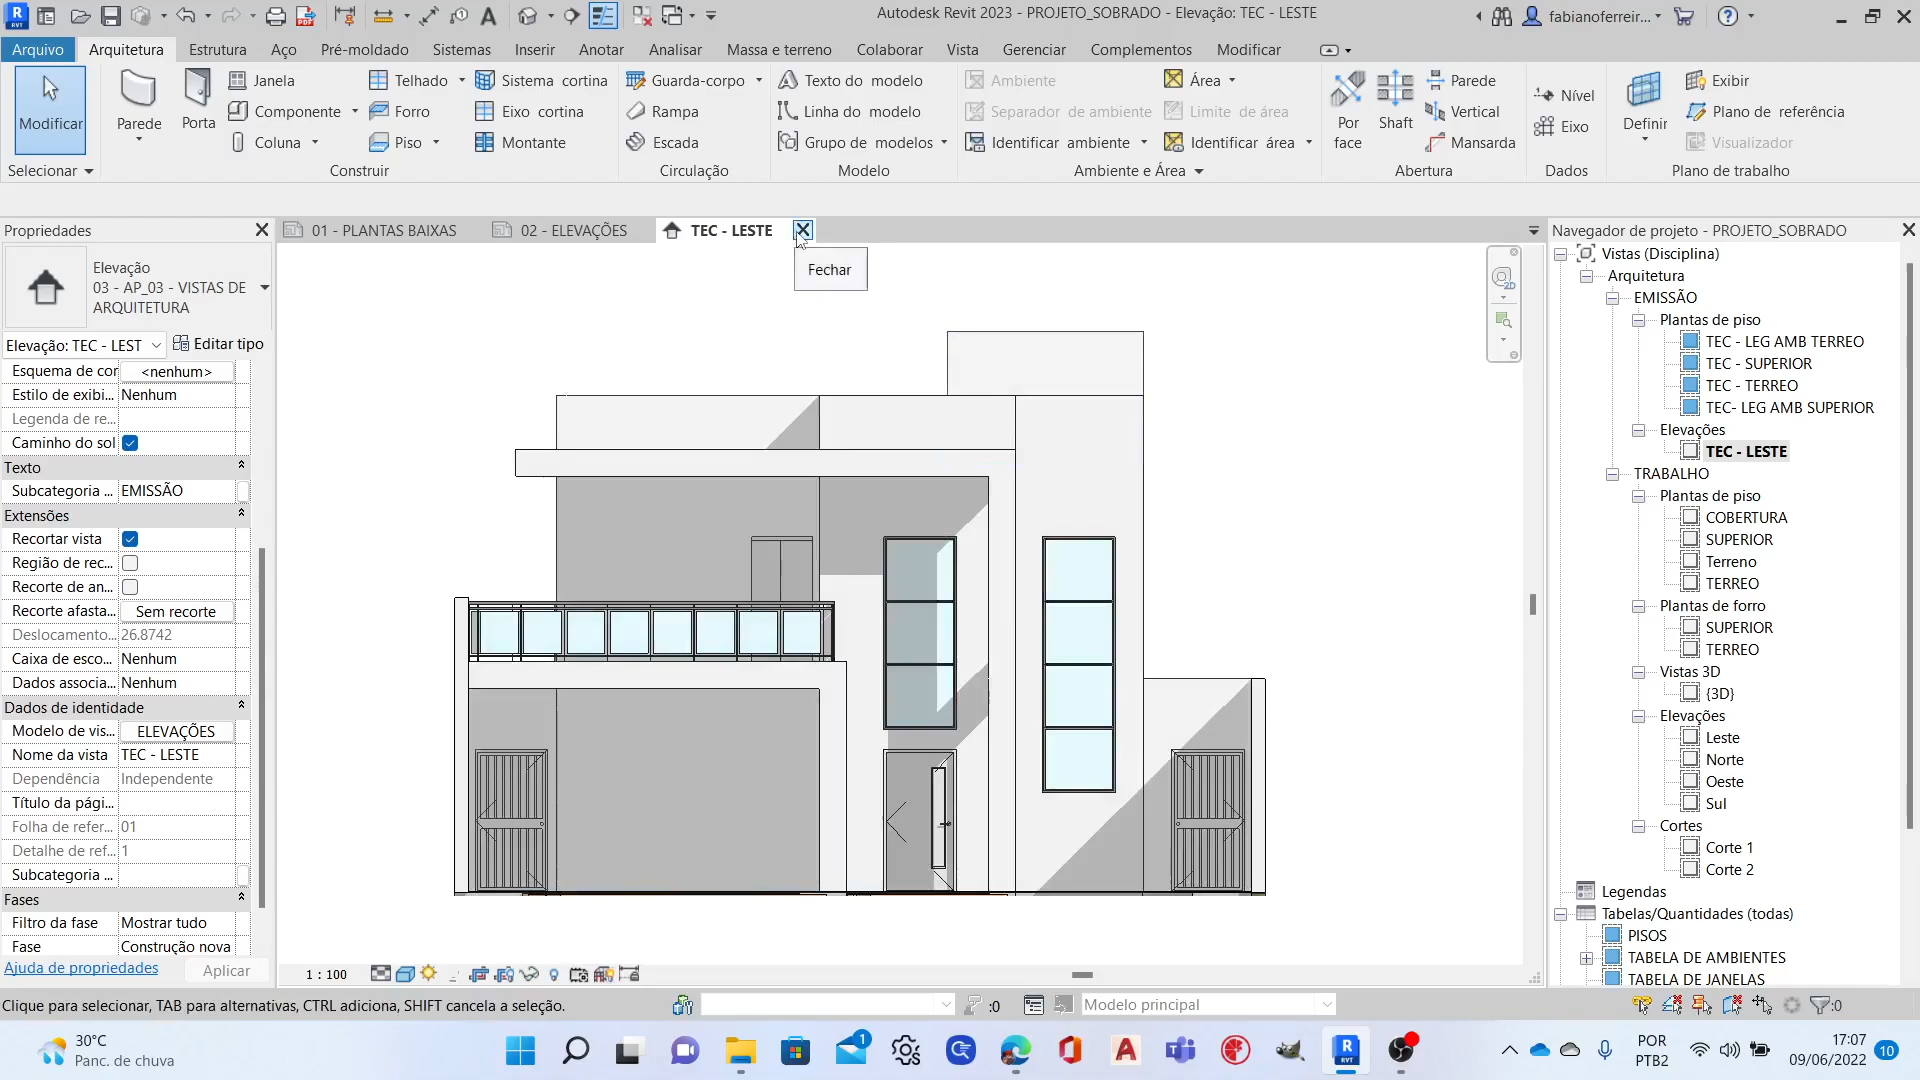 Autodesk Revit 2023 - PROJETO_SOBRADO - Elevação: TEC - LESTE
fabianoferreir...
Arquivo Arquitetura Estrutura Aço Pré-moldado Sistemas Inserir Anotar Analisar Massa e terreno Colaborar Vista Gerenciar Complementos Modificar
Modificar
Parede
Porta
Janela
Componente
Coluna
Telhado
Forro
Piso
Sistema cortina
Eixo cortina
Montante
Guarda-corpo
Rampa
Escada
Texto do modelo
Linha do modelo
Grupo de modelos
Ambiente
Separador de ambiente
Identificar ambiente
Área
Limite de área
Identificar área
Por face
Shaft
Parede
Vertical
Mansarda
Nível
Eixo
Definir
Exibir
Plano de referência
Visualizador
Selecionar Construir Circulação Modelo Ambiente e Área Abertura Dados Plano de trabalho
Propriedades
Elevação
03 - AP_03 - VISTAS DE
ARQUITETURA
Elevação: TEC - LEST Editar tipo
Esquema de cor <nenhum>
Estilo de exibi... Nenhum
Legenda de re...
Caminho do sol
Texto
Subcategoria ... EMISSÃO
Extensões
Recortar vista
Região de rec...
Recorte de an...
Recorte afasta... Sem recorte
Deslocamento... 26.8742
Caixa de esco... Nenhum
Dados associa... Nenhum
Dados de identidade
Modelo de vis... ELEVAÇÕES
Nome da vista TEC - LESTE
Dependência Independente
Título da pági...
Folha de refer... 01
Detalhe de ref... 1
Subcategoria ...
Fases
Filtro da fase Mostrar tudo
Fase Construção nova
Ajuda de propriedades Aplicar
01 - PLANTAS BAIXAS 02 - ELEVAÇÕES TEC - LESTE
Fechar
2D
1 : 100
Navegador de projeto - PROJETO_SOBRADO
Vistas (Disciplina)
Arquitetura
EMISSÃO
Plantas de piso
TEC - LEG AMB TERREO
TEC - SUPERIOR
TEC - TERREO
TEC- LEG AMB SUPERIOR
Elevações
TEC - LESTE
TRABALHO
Plantas de piso
COBERTURA
SUPERIOR
Terreno
TERREO
Plantas de forro
SUPERIOR
TERREO
Vistas 3D
{3D}
Elevações
Leste
Norte
Oeste
Sul
Cortes
Corte 1
Corte 2
Legendas
Tabelas/Quantidades (todas)
PISOS
TABELA DE AMBIENTES
TABELA DE JANELAS
Clique para selecionar, TAB para alternativas, CTRL adiciona, SHIFT cancela a seleção. :0 Modelo principal :0
30°C
Panc. de chuva
1
POR
PTB2
17:07
09/06/2022
10